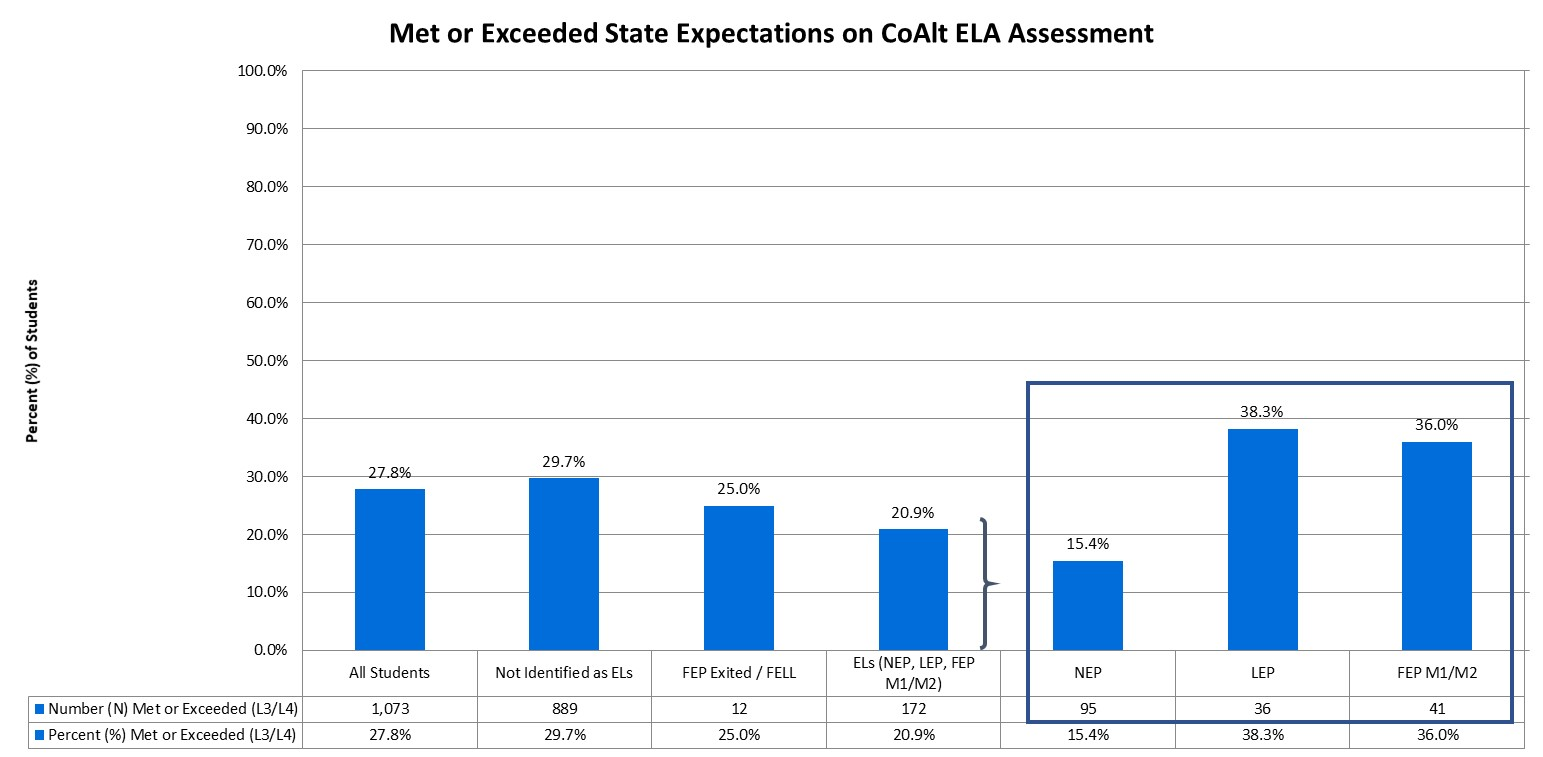 Met or Exceeded State Expectations on CoAlt ELA Assessment
Percent (%) of Students
100.0%
90.0%
80.0%
70.0%
60.0%
50.0%
40.0%
30.0%
20.0%
10.0%
0.0%
27.8%
29.7%
25.0%
20.9%
15.4%
38.3%
36.0%
All Students
Not Identified as ELs
FEP Exited / FELL
ELs (NEP, LEP, FEP
M1/M2)
NEP
LEP
FEP M1/M2
Number (N) Met or Exceeded (L3/L4) 1,073 889 12 172 95 36 41
Percent (%) Met or Exceeded (L3/L4) 27.8% 29.7% 25.0% 20.9% 15.4% 38.3% 36.0%